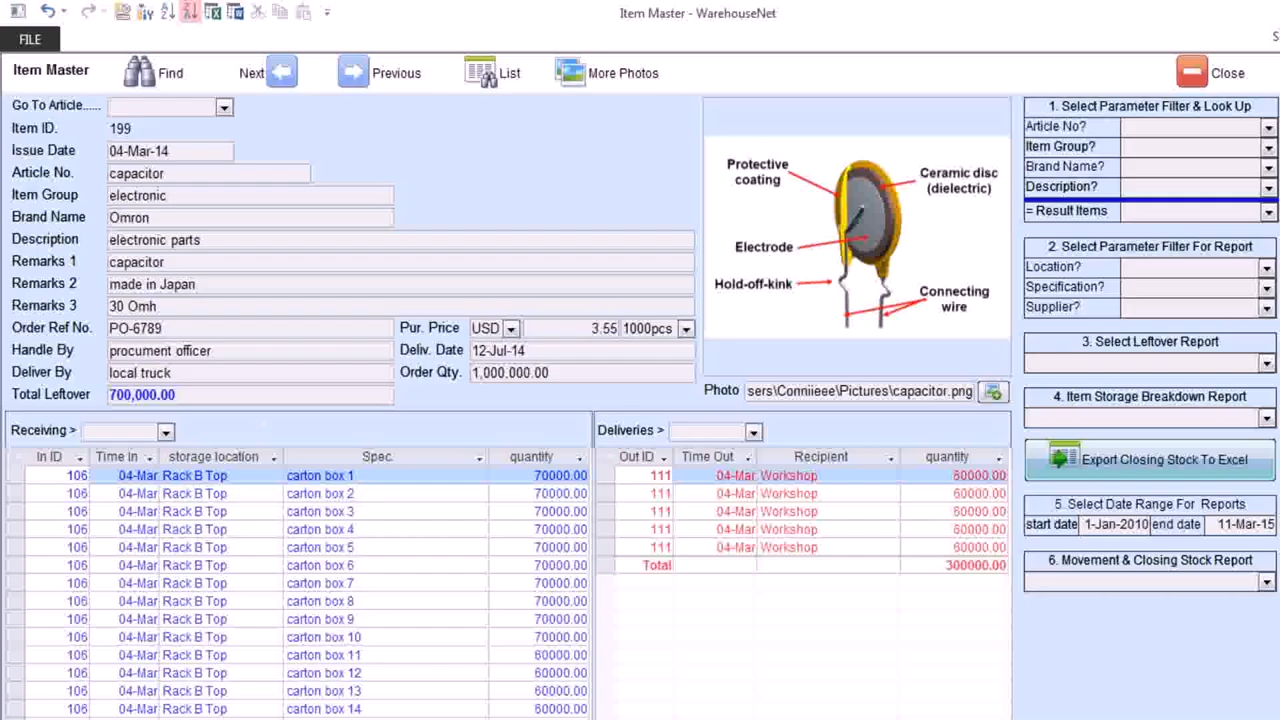 Item Master - WarehouseNet
FILE
S
Item Master Find Next Previous List More Photos Close
Go To Article......
Item ID. 199
Issue Date 04-Mar-14
Article No. capacitor
Item Group electronic
Brand Name Omron
Description electronic parts
Remarks 1 capacitor
Remarks 2 made in Japan
Remarks 3 30 Omh
Order Ref No. PO-6789 Pur. Price USD 3.55 1000pcs
Handle By procument officer Deliv. Date 12-Jul-14
Deliver By local truck Order Qty. 1,000,000.00
Total Leftover 700,000.00
Protective coating
Ceramic disc (dielectric)
Electrode
Hold-off-kink
Connecting wire
Photo sers\Conniieee\Pictures\capacitor.png
1. Select Parameter Filter & Look Up
Article No?
Item Group?
Brand Name?
Description?
= Result Items
2. Select Parameter Filter For Report
Location?
Specification?
Supplier?
3. Select Leftover Report
4. Item Storage Breakdown Report
Export Closing Stock To Excel
5. Select Date Range For Reports
start date 1-Jan-2010 end date 11-Mar-15
6. Movement & Closing Stock Report
Receiving >
In ID Time In storage location Spec. quantity
106 04-Mar Rack B Top carton box 1 70000.00
106 04-Mar Rack B Top carton box 2 70000.00
106 04-Mar Rack B Top carton box 3 70000.00
106 04-Mar Rack B Top carton box 4 70000.00
106 04-Mar Rack B Top carton box 5 70000.00
106 04-Mar Rack B Top carton box 6 70000.00
106 04-Mar Rack B Top carton box 7 70000.00
106 04-Mar Rack B Top carton box 8 70000.00
106 04-Mar Rack B Top carton box 9 70000.00
106 04-Mar Rack B Top carton box 10 70000.00
106 04-Mar Rack B Top carton box 11 60000.00
106 04-Mar Rack B Top carton box 12 60000.00
106 04-Mar Rack B Top carton box 13 60000.00
106 04-Mar Rack B Top carton box 14 60000.00
Deliveries >
Out ID Time Out Recipient quantity
111 04-Mar Workshop 60000.00
111 04-Mar Workshop 60000.00
111 04-Mar Workshop 60000.00
111 04-Mar Workshop 60000.00
111 04-Mar Workshop 60000.00
Total 300000.00